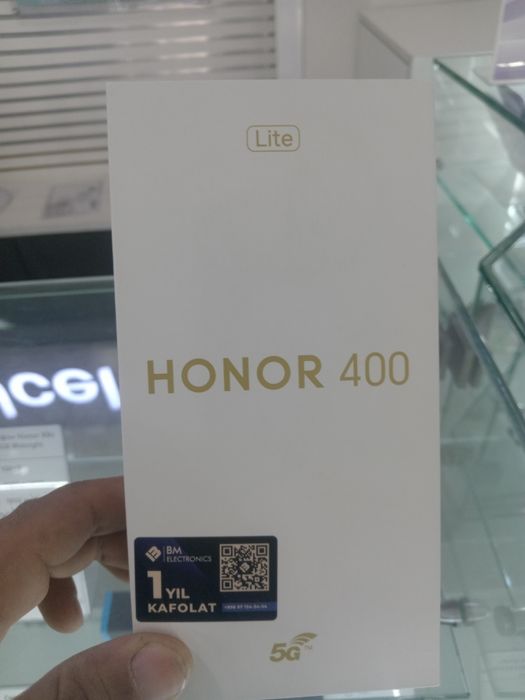 Lite
HONOR 400
BM
ELECTRONICS
1 YIL
KAFOLAT
5G